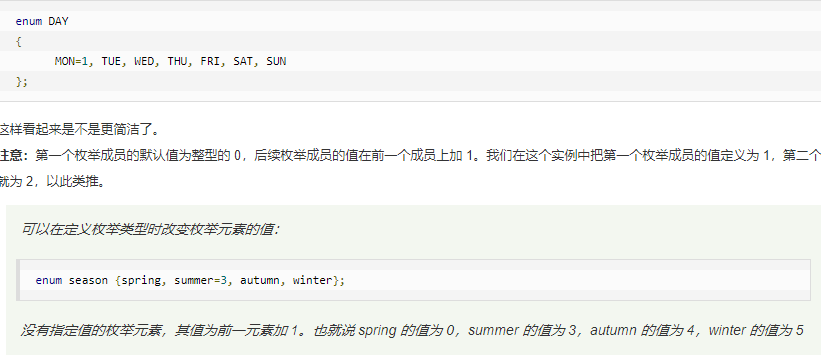 enum DAY
{
MON=1, TUE, WED, THU, FRI, SAT, SUN
};
这样看起来是不是更简洁了。
注意：第一个枚举成员的默认值为整型的 0，后续枚举成员的值在前一个成员上加 1。我们在这个实例中把第一个枚举成员的值定义为 1，第二个
就为 2，以此类推。
可以在定义枚举类型时改变枚举元素的值：
enum season {spring, summer=3, autumn, winter};
没有指定值的枚举元素，其值为前一元素加 1。也就说 spring 的值为 0，summer 的值为 3，autumn 的值为 4，winter 的值为 5